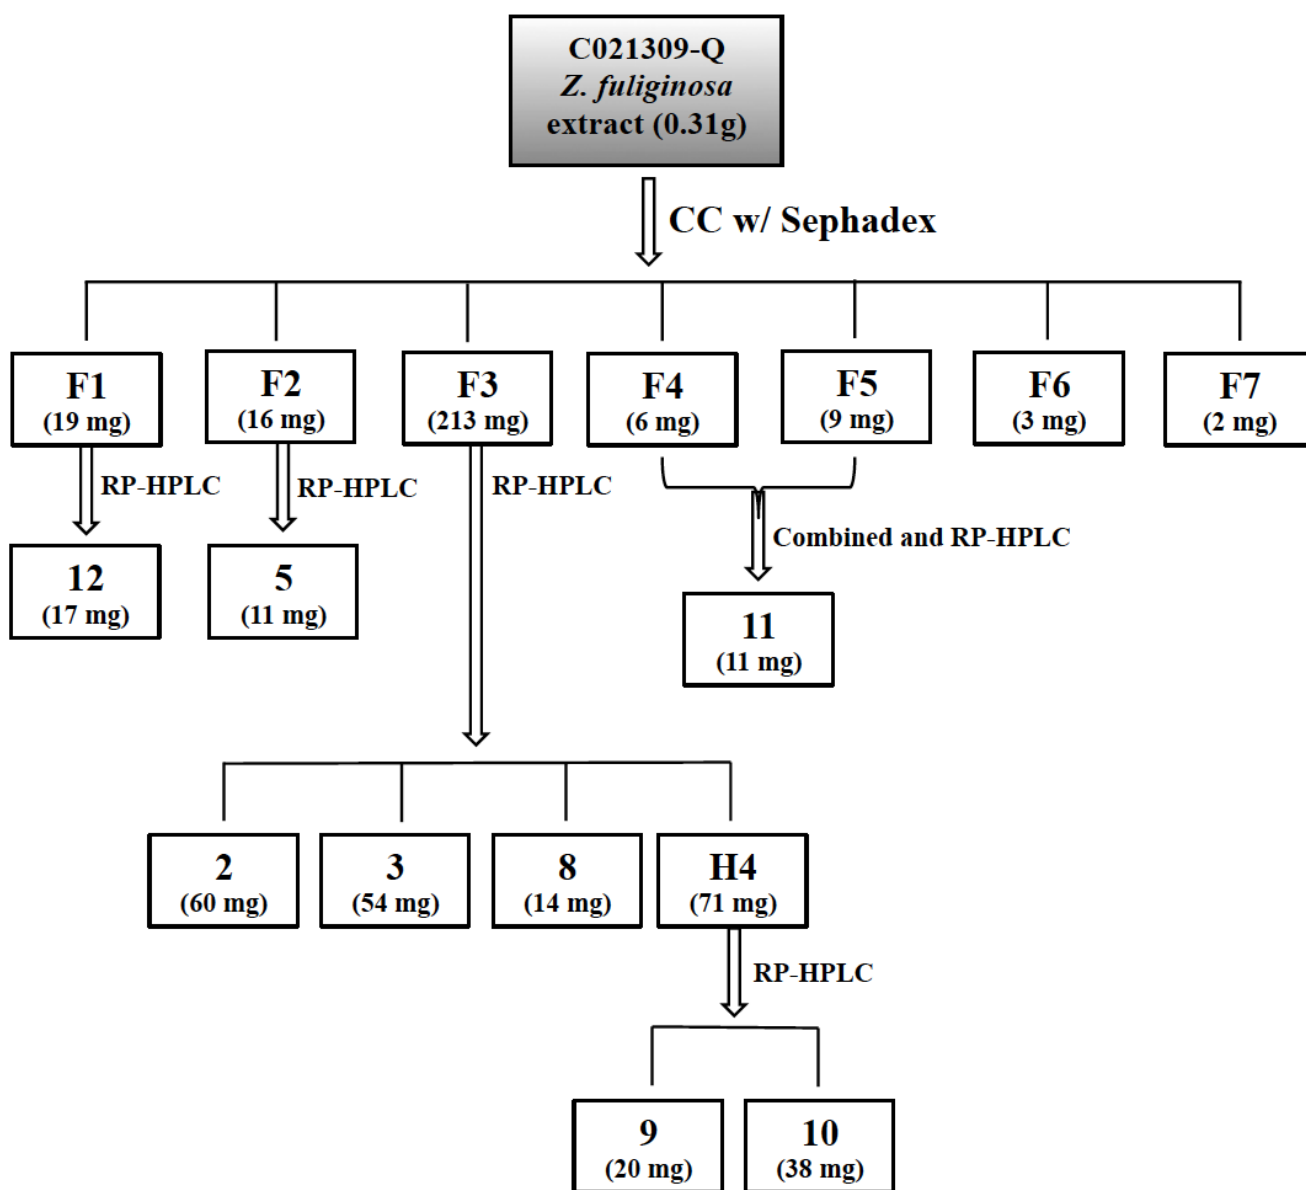 C021309-Q
Z. fuliginosa
extract (0.31g)
CC w/ Sephadex
F1
(19 mg)
F2
(16 mg)
F3
(213 mg)
F4
(6 mg)
F5
(9 mg)
F6
(3 mg)
F7
(2 mg)
RP-HPLC
RP-HPLC
RP-HPLC
Combined and RP-HPLC
12
(17 mg)
5
(11 mg)
11
(11 mg)
2
(60 mg)
3
(54 mg)
8
(14 mg)
H4
(71 mg)
RP-HPLC
9
(20 mg)
10
(38 mg)